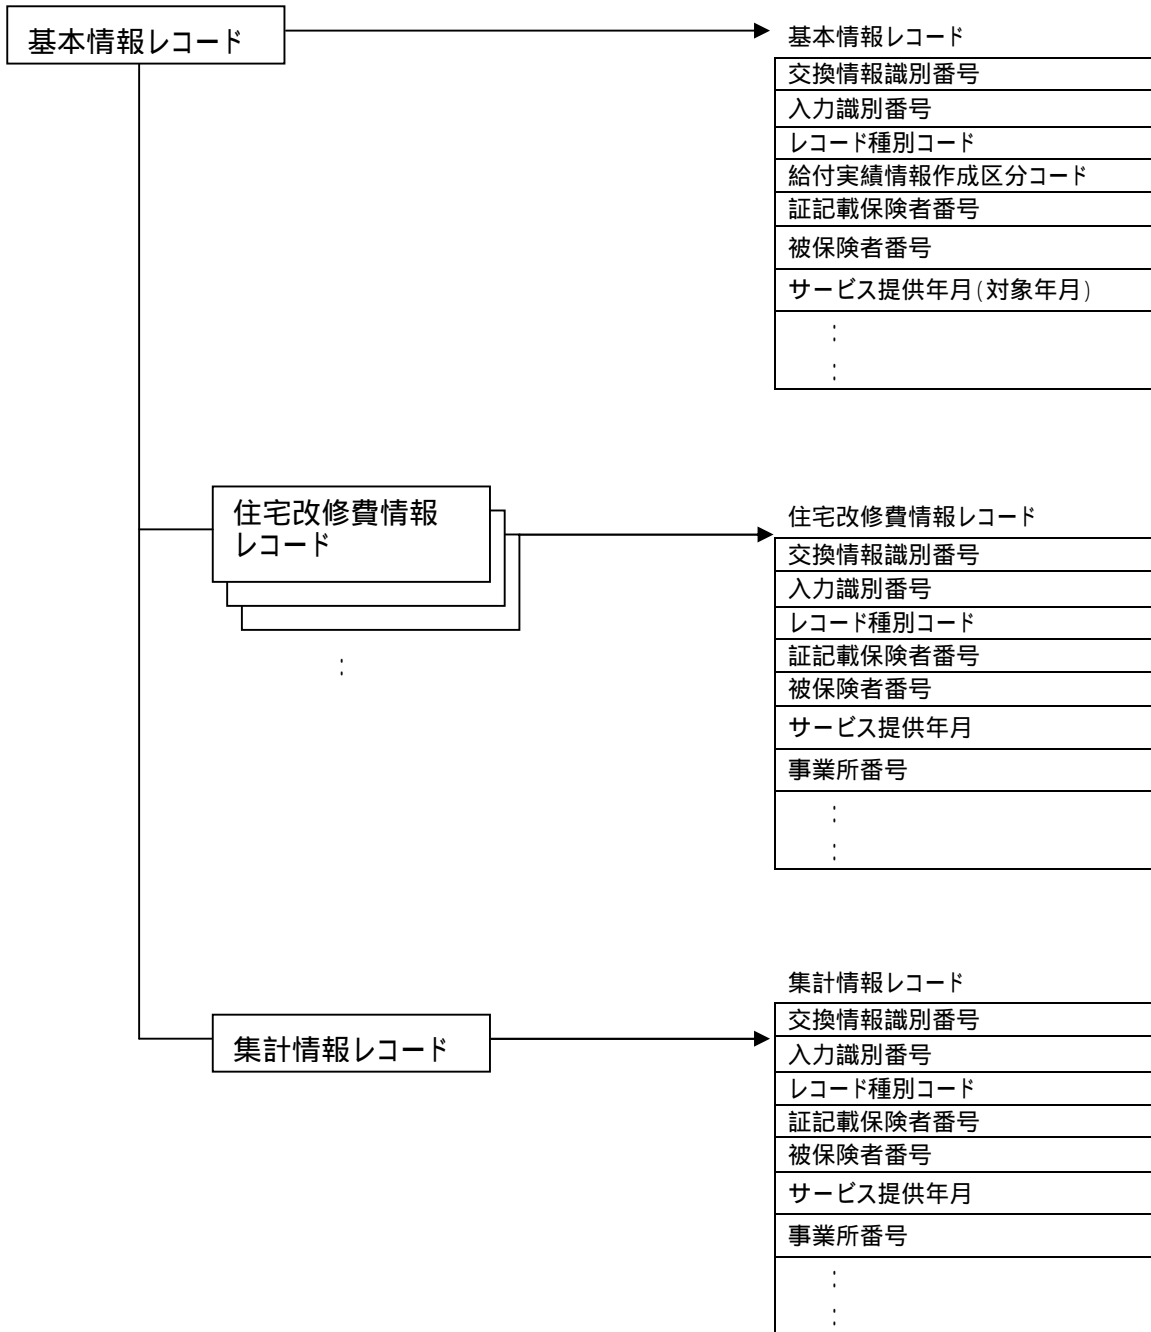 基本情報レコード
基本情報レコード
交換情報識別番号
入力識別番号
レコード種別コード
給付実績情報作成区分コード
証記載保険者番号
被保険者番号
サービス提供年月(対象年月)
:
:
住宅改修費情報
レコード
:
住宅改修費情報レコード
交換情報識別番号
入力識別番号
レコード種別コード
証記載保険者番号
被保険者番号
サービス提供年月
事業所番号
:
:
集計情報レコード
集計情報レコード
交換情報識別番号
入力識別番号
レコード種別コード
証記載保険者番号
被保険者番号
サービス提供年月
事業所番号
:
: